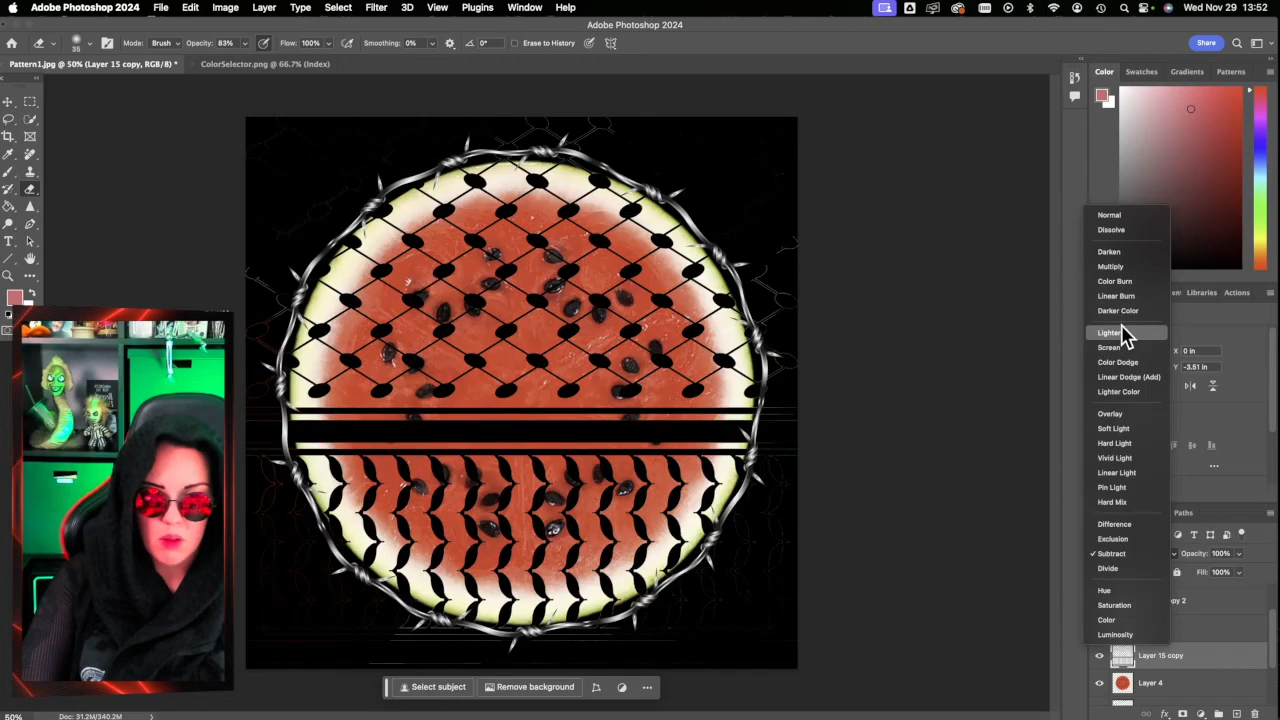 Adobe Photoshop 2024 File Edit Image Layer Type Select Filter 3D View Plugins Window Help Wed Nov 29 13:52
Adobe Photoshop 2024
35 Mode: Brush Opacity: 83% Flow: 100% Smoothing: 0% 0° Erase to History Share
Pattern1.jpg @ 50% (Layer 15 copy, RGB/8) * ColorSelector.png @ 66.7% (Index)
Color Swatches Gradients Patterns
Normal
Dissolve
Darken
Multiply
Color Burn
Linear Burn
Darker Color
Lighten
Screen
Color Dodge
Linear Dodge (Add)
Lighter Color
Overlay
Soft Light
Hard Light
Vivid Light
Linear Light
Pin Light
Hard Mix
Difference
Exclusion
Subtract
Divide
Hue
Saturation
Color
Luminosity
Libraries Actions
X 0 in
Y -3.51 in
Paths
Opacity: 100%
Fill: 100%
Layer 15 copy
Layer 4
Select subject Remove background
50% Doc: 31.2M/340.2M